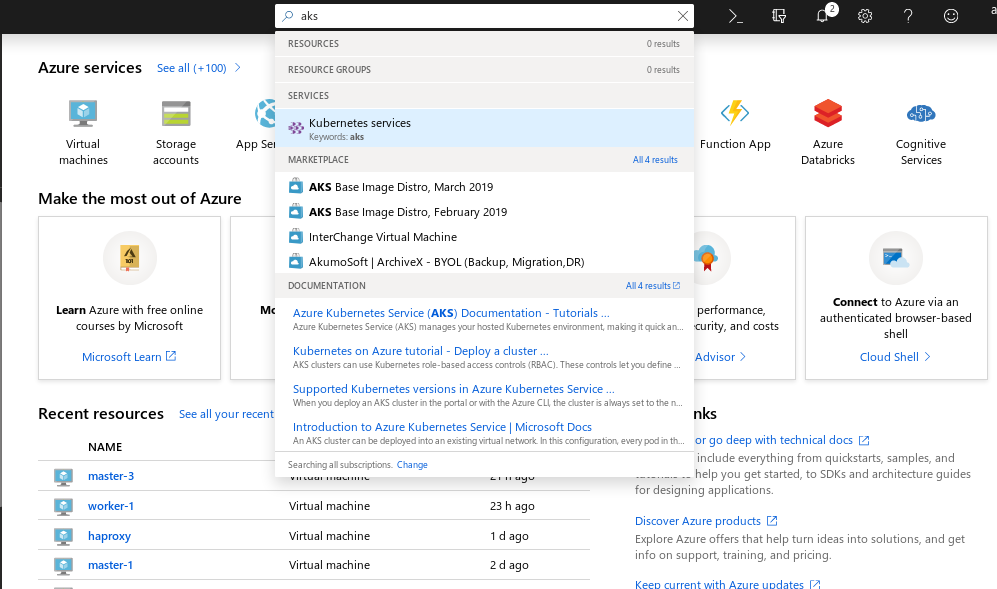 aks
2
a
RESOURCES 0 results
RESOURCE GROUPS 0 results
SERVICES
Kubernetes services
Keywords: aks
MARKETPLACE All 4 results
AKS Base Image Distro, March 2019
AKS Base Image Distro, February 2019
InterChange Virtual Machine
AkumoSoft | ArchiveX - BYOL (Backup, Migration,DR)
DOCUMENTATION All 4 results
Azure Kubernetes Service (AKS) Documentation - Tutorials ...
Azure Kubernetes Service (AKS) manages your hosted Kubernetes environment, making it quick an...
Kubernetes on Azure tutorial - Deploy a cluster ...
AKS clusters can use Kubernetes role-based access controls (RBAC). These controls let you define ...
Supported Kubernetes versions in Azure Kubernetes Service ...
When you deploy an AKS cluster in the portal or with the Azure CLI, the cluster is always set to the n...
Introduction to Azure Kubernetes Service | Microsoft Docs
An AKS cluster can be deployed into an existing virtual network. In this configuration, every pod in th...
Searching all subscriptions. Change
Azure services See all (+100)
Virtual
machines
Storage
accounts
App Ser
Function App
Azure
Databricks
Cognitive
Services
Make the most out of Azure
Learn Azure with free online
courses by Microsoft
Microsoft Learn
Mo
performance,
curity, and costs
Advisor
Connect to Azure via an
authenticated browser-based
shell
Cloud Shell
Recent resources See all your recent
NAME
master-3 Virtual machine 21 h ago
worker-1 Virtual machine 23 h ago
haproxy Virtual machine 1 d ago
master-1 Virtual machine 2 d ago
nks
or go deep with technical docs
include everything from quickstarts, samples, and
tutorials to help you get started, to SDKs and architecture guides
for designing applications.
Discover Azure products
Explore Azure offers that help turn ideas into solutions, and get
info on support, training, and pricing.
Keep current with Azure updates